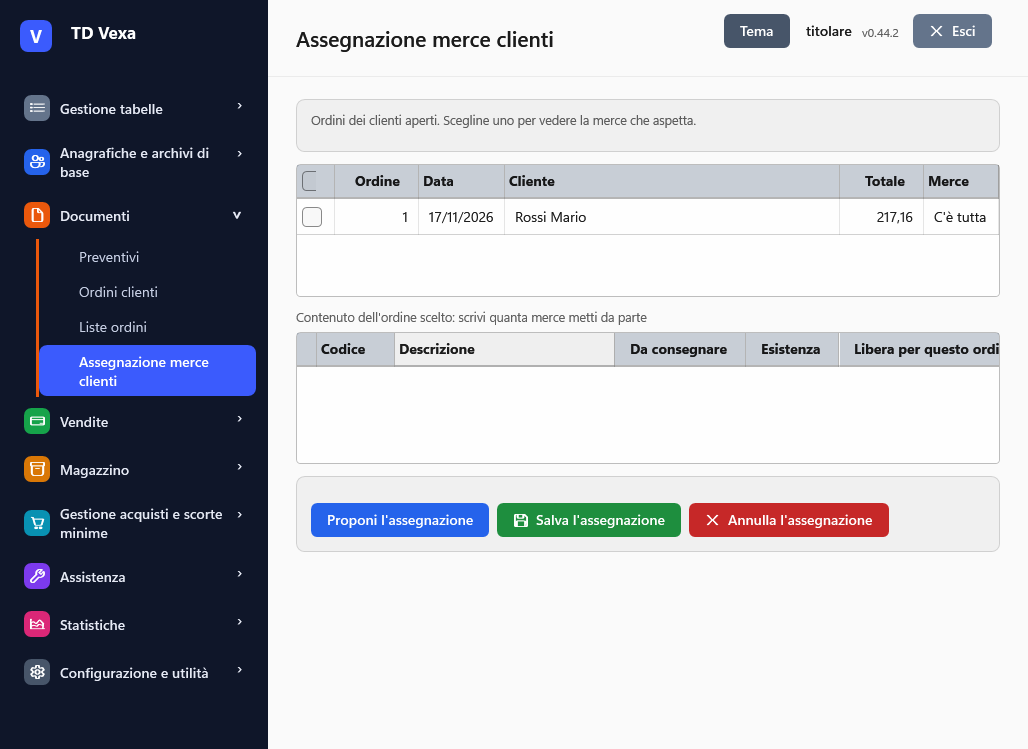 V
TD Vexa
Gestione tabelle
Anagrafiche e archivi di
base
Documenti
Preventivi
Ordini clienti
Liste ordini
Assegnazione merce
clienti
Vendite
Magazzino
Gestione acquisti e scorte
minime
Assistenza
Statistiche
Configurazione e utilità
Assegnazione merce clienti
Tema titolare v0.44.2 Esci
Ordini dei clienti aperti. Scegline uno per vedere la merce che aspetta.
Ordine Data Cliente Totale Merce
1 17/11/2026 Rossi Mario 217,16 C'è tutta
Contenuto dell'ordine scelto: scrivi quanta merce metti da parte
Codice Descrizione Da consegnare Esistenza Libera per questo ordi
Proponi l'assegnazione Salva l'assegnazione Annulla l'assegnazione